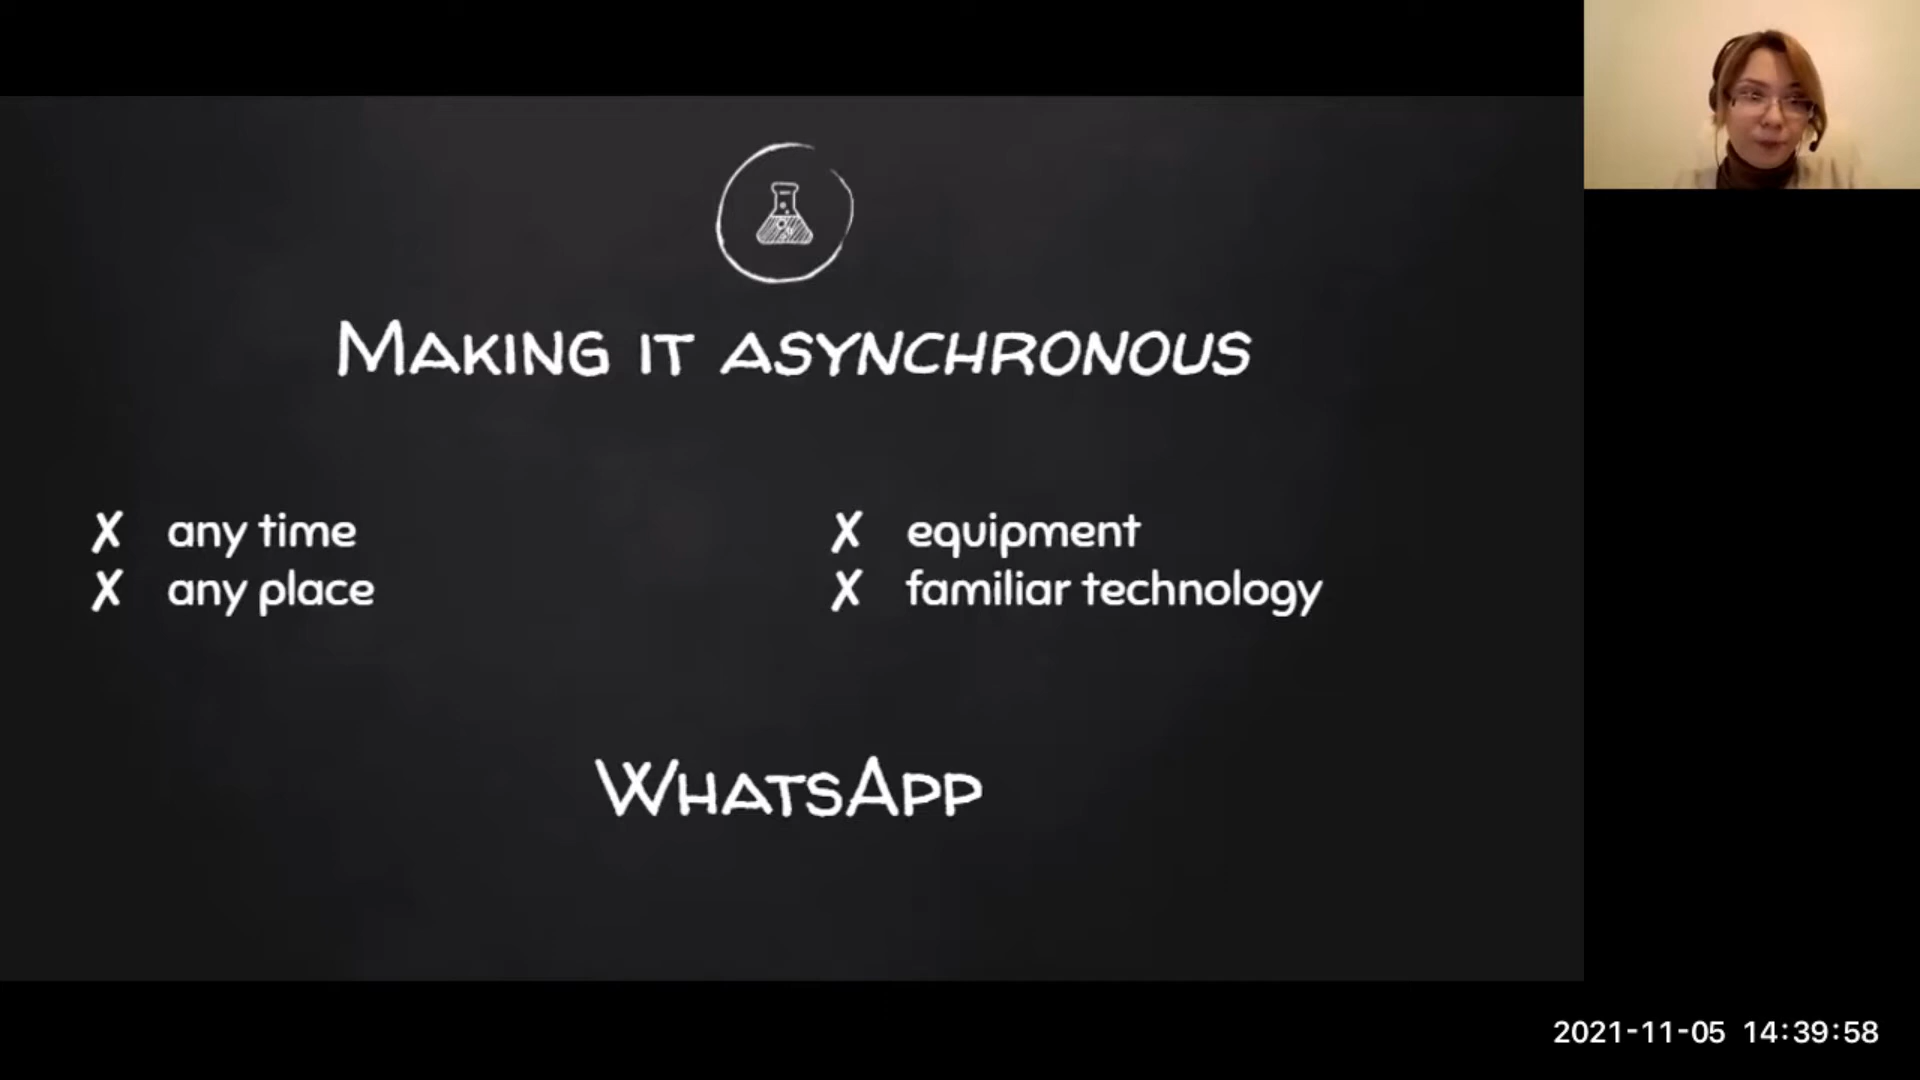 Making it asynchronous
✗ any time
✗ any place
✗ equipment
✗ familiar technology
WhatsApp
2021-11-05 14:39:58